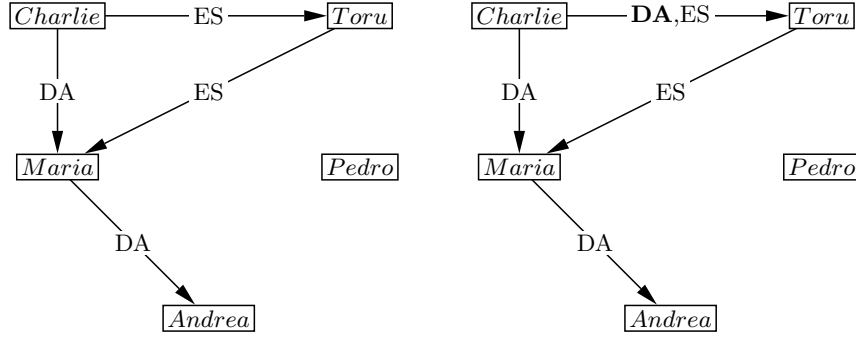 Charlie ES Toru Charlie DA,ES Toru
DA ES DA ES
Maria Pedro Maria Pedro
DA DA
Andrea Andrea